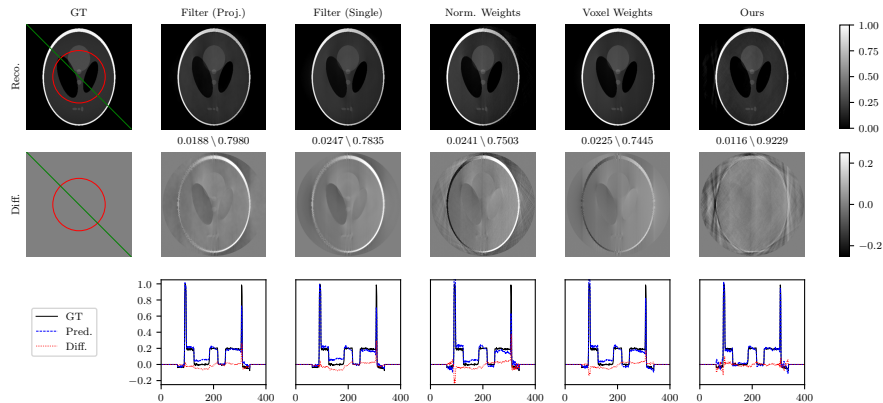 GT Filter (Proj.) Filter (Single) Norm. Weights Voxel Weights Ours
Reco.
1.00
0.75
0.50
0.25
0.00
0.0188 \ 0.7980 0.0247 \ 0.7835 0.0241 \ 0.7503 0.0225 \ 0.7445 0.0116 \ 0.9229
Diff.
0.2
0.0
−0.2
GT
Pred.
Diff.
1.0
0.8
0.6
0.4
0.2
0.0
−0.2
0 200 400 0 200 400 0 200 400 0 200 400 0 200 400